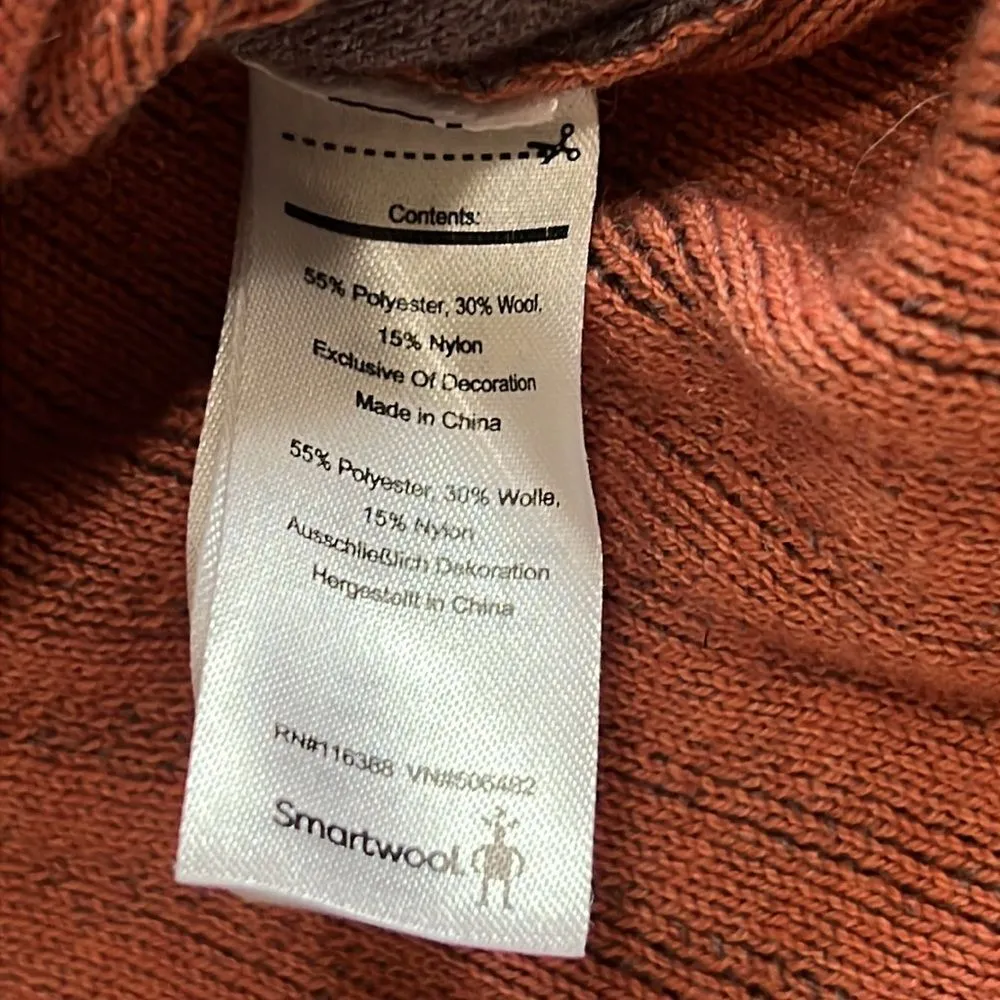 Contents:
55% Polyester, 30% Wool,
15% Nylon
Exclusive Of Decoration
Made in China
55% Polyester, 30% Wolle,
15% Nylon
Ausschließlich Dekoration
Hergestellt in China
RN#116388 VN#506482
Smartwool